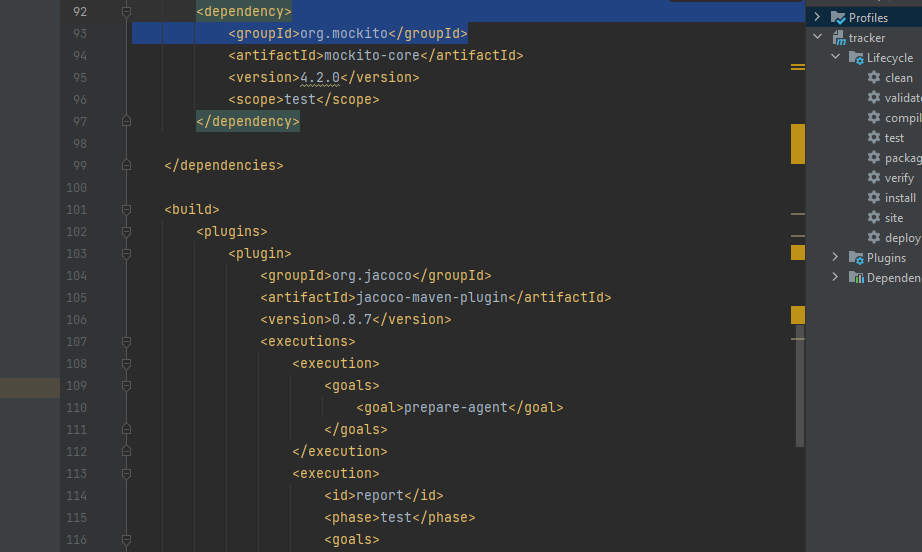 92 <dependency>
93 <groupId>org.mockito</groupId>
94 <artifactId>mockito-core</artifactId>
95 <version>4.2.0</version>
96 <scope>test</scope>
97 </dependency>
98
99 </dependencies>
100
101 <build>
102 <plugins>
103 <plugin>
104 <groupId>org.jacoco</groupId>
105 <artifactId>jacoco-maven-plugin</artifactId>
106 <version>0.8.7</version>
107 <executions>
108 <execution>
109 <goals>
110 <goal>prepare-agent</goal>
111 </goals>
112 </execution>
113 <execution>
114 <id>report</id>
115 <phase>test</phase>
116 <goals>
Profiles
tracker
Lifecycle
clean
validat
compil
test
packag
verify
install
site
deploy
Plugins
Dependen